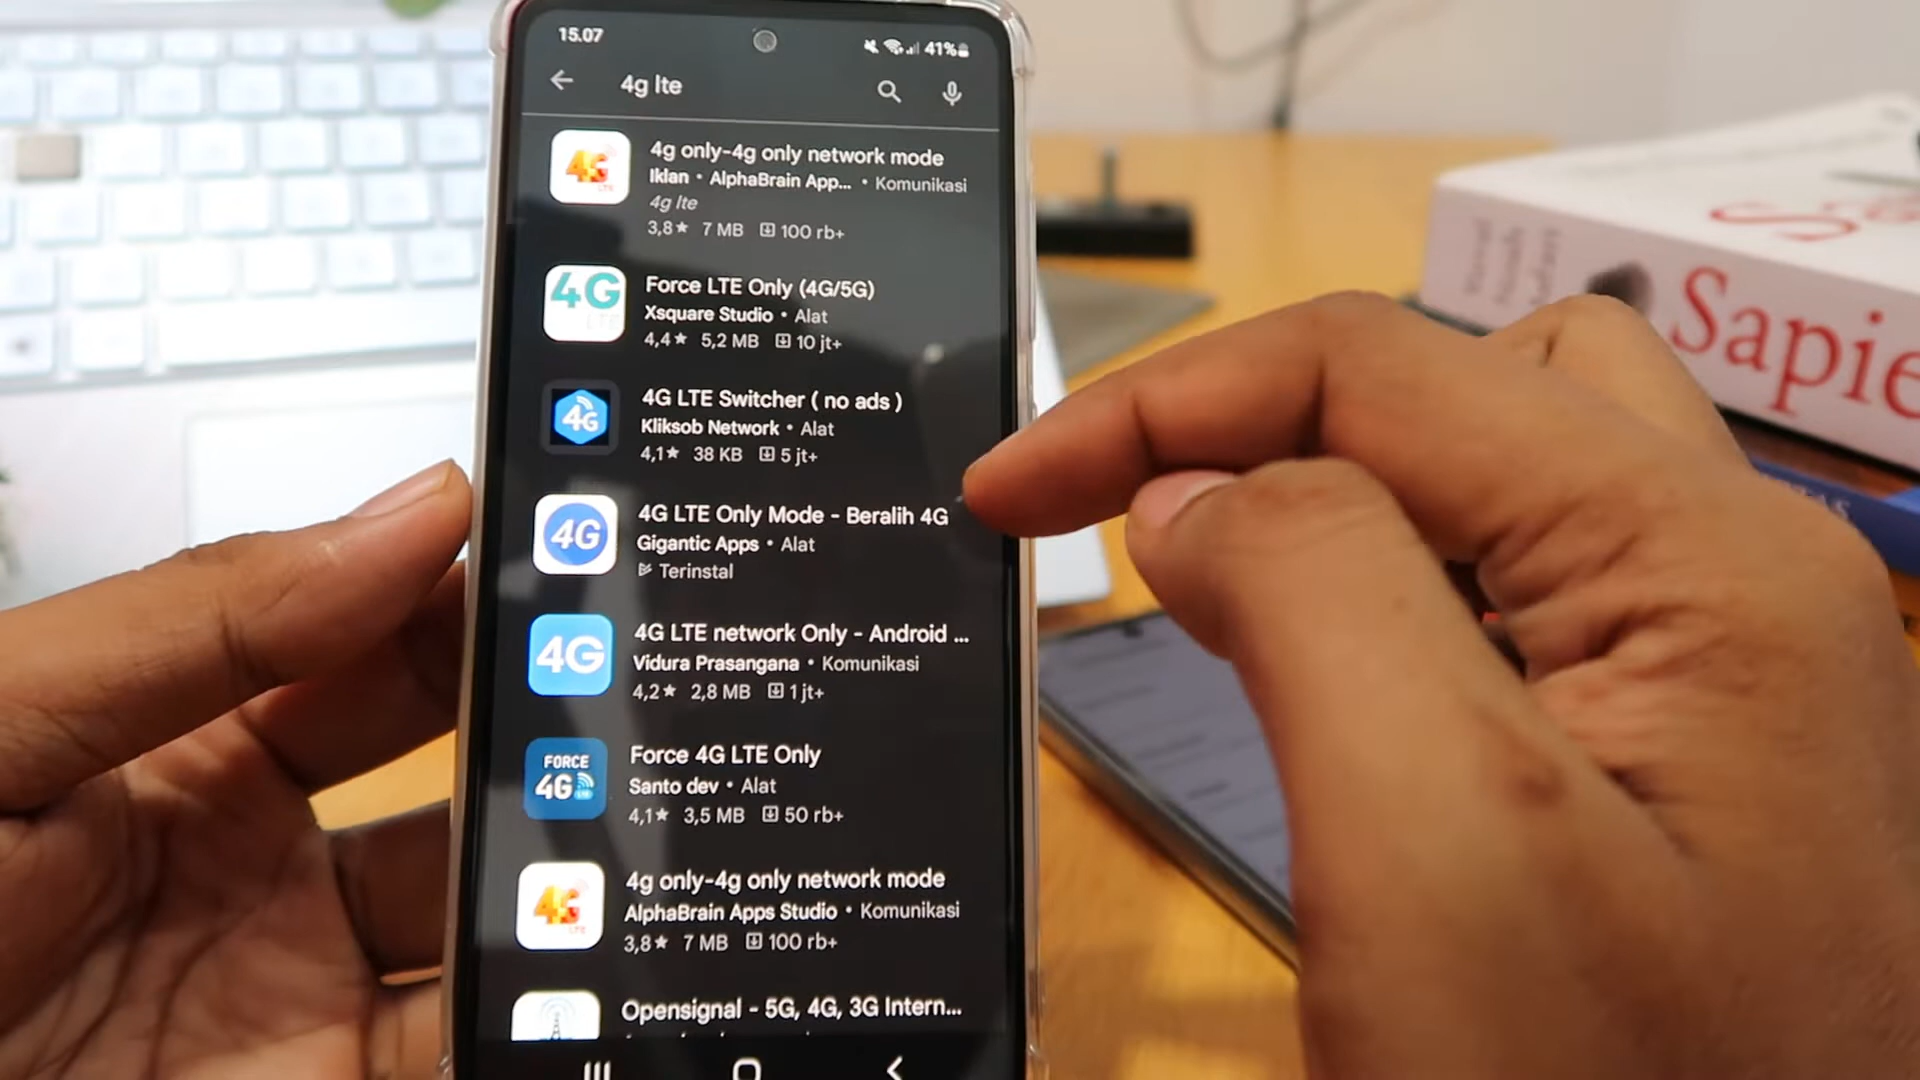 15.07
41%
4g lte
4G
LTE
4g only-4g only network mode
Iklan • AlphaBrain App... • Komunikasi
4g lte
3,8★ 7 MB 100 rb+
4G
LTE
Force LTE Only (4G/5G)
Xsquare Studio • Alat
4,4★ 5,2 MB 10 jt+
4G
4G LTE Switcher ( no ads )
Kliksob Network • Alat
4,1★ 38 KB 5 jt+
4G
4G LTE Only Mode - Beralih 4G
Gigantic Apps • Alat
Terinstal
4G
4G LTE network Only - Android ...
Vidura Prasangana • Komunikasi
4,2★ 2,8 MB 1 jt+
FORCE
4G
LTE
Force 4G LTE Only
Santo dev • Alat
4,1★ 3,5 MB 50 rb+
4G
LTE
4g only-4g only network mode
AlphaBrain Apps Studio • Komunikasi
3,8★ 7 MB 100 rb+
Opensignal - 5G, 4G, 3G Intern...
Sapie